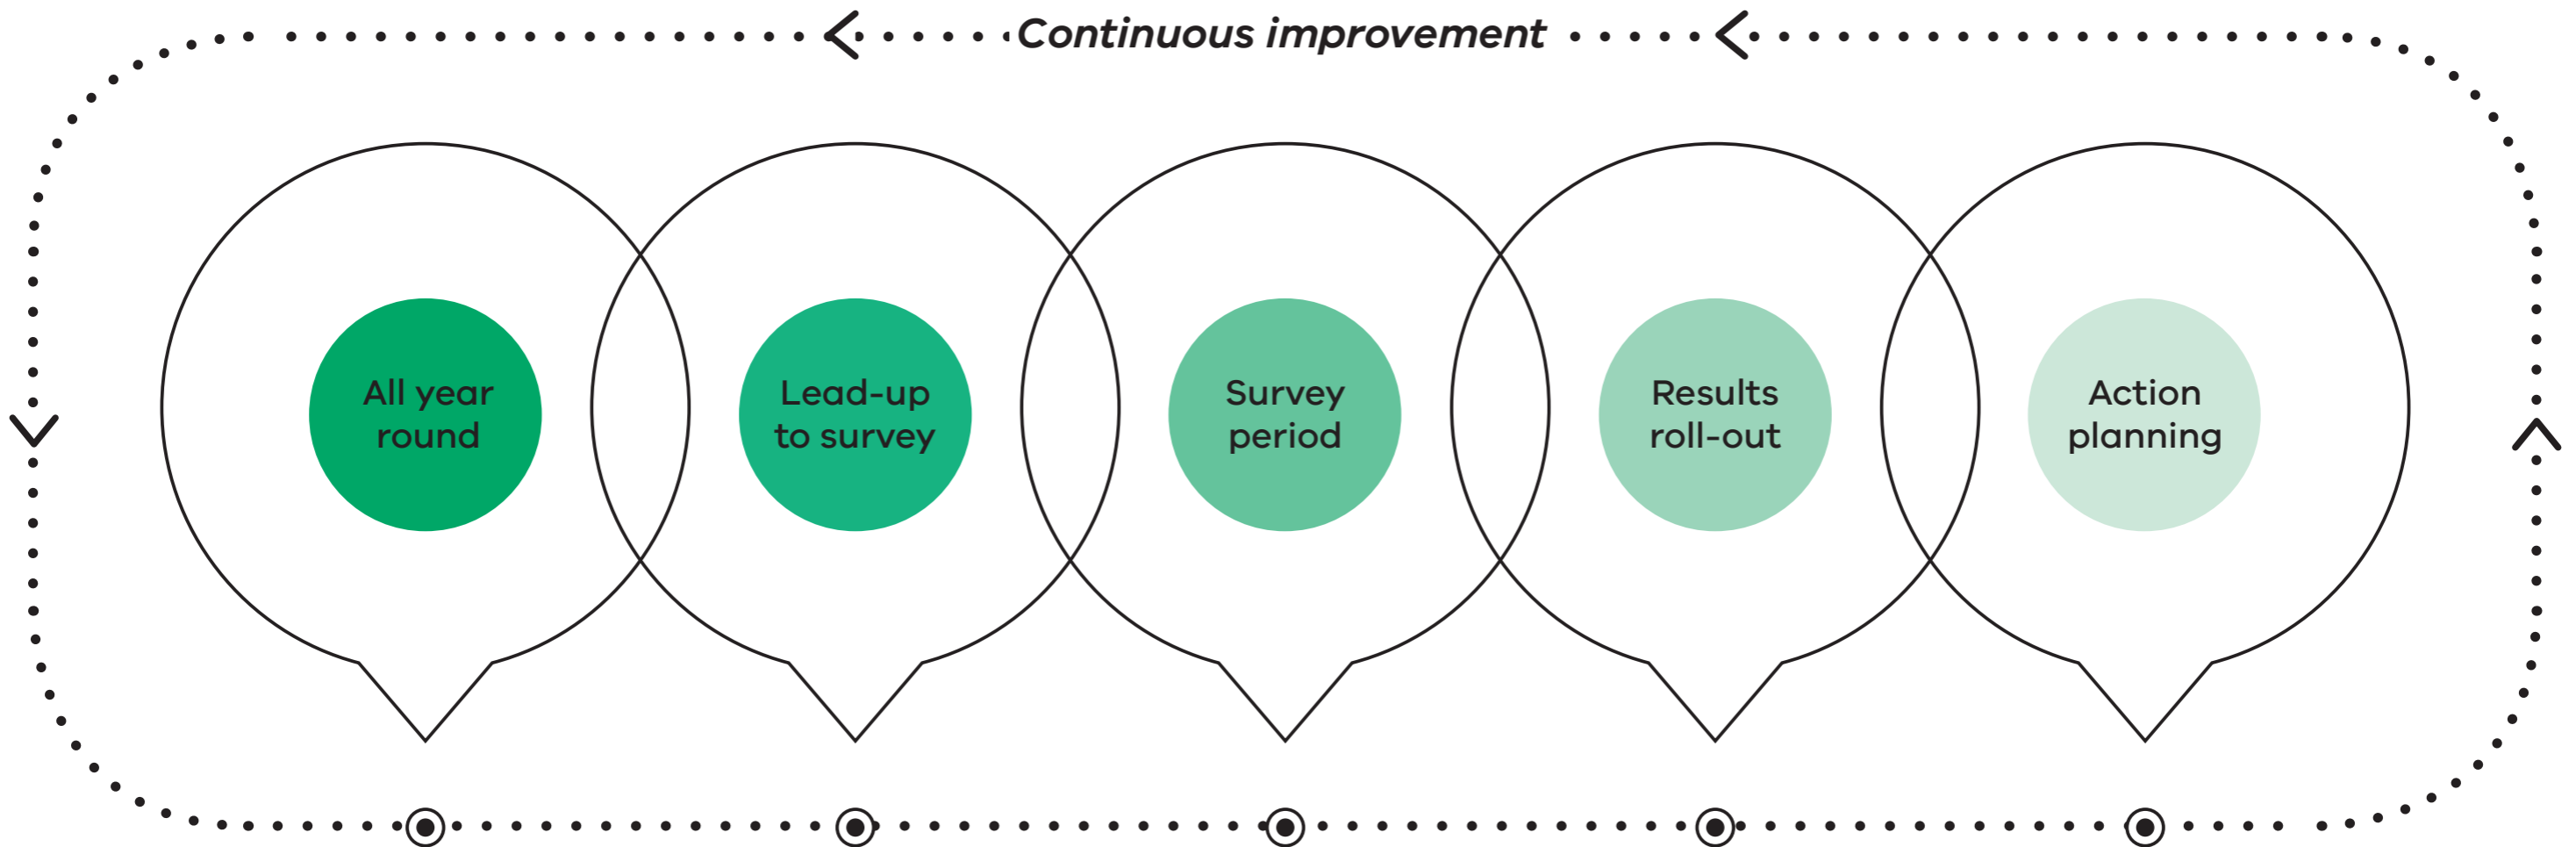 Continuous improvement
All year
round
Lead-up
to survey
Survey
period
Results
roll-out
Action
planning